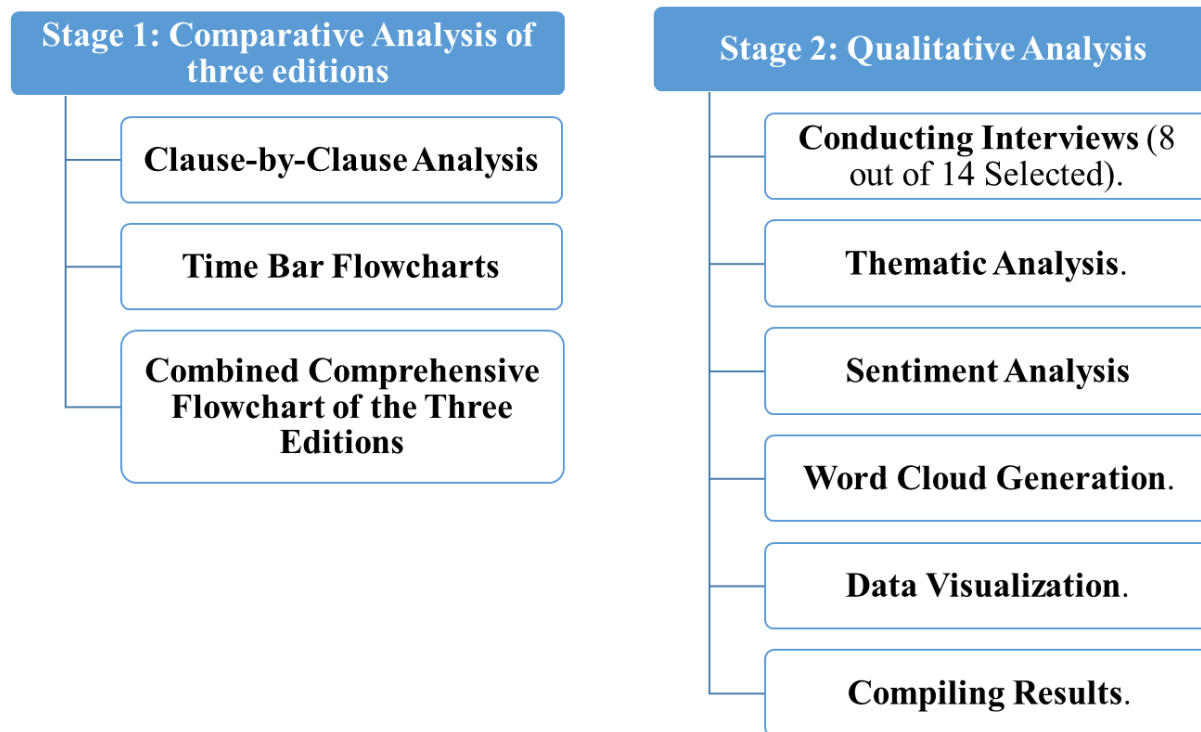 Stage 1: Comparative Analysis of
three editions
Clause-by-Clause Analysis
Time Bar Flowcharts
Combined Comprehensive
Flowchart of the Three
Editions
Stage 2: Qualitative Analysis
Conducting Interviews (8
out of 14 Selected).
Thematic Analysis.
Sentiment Analysis
Word Cloud Generation.
Data Visualization.
Compiling Results.